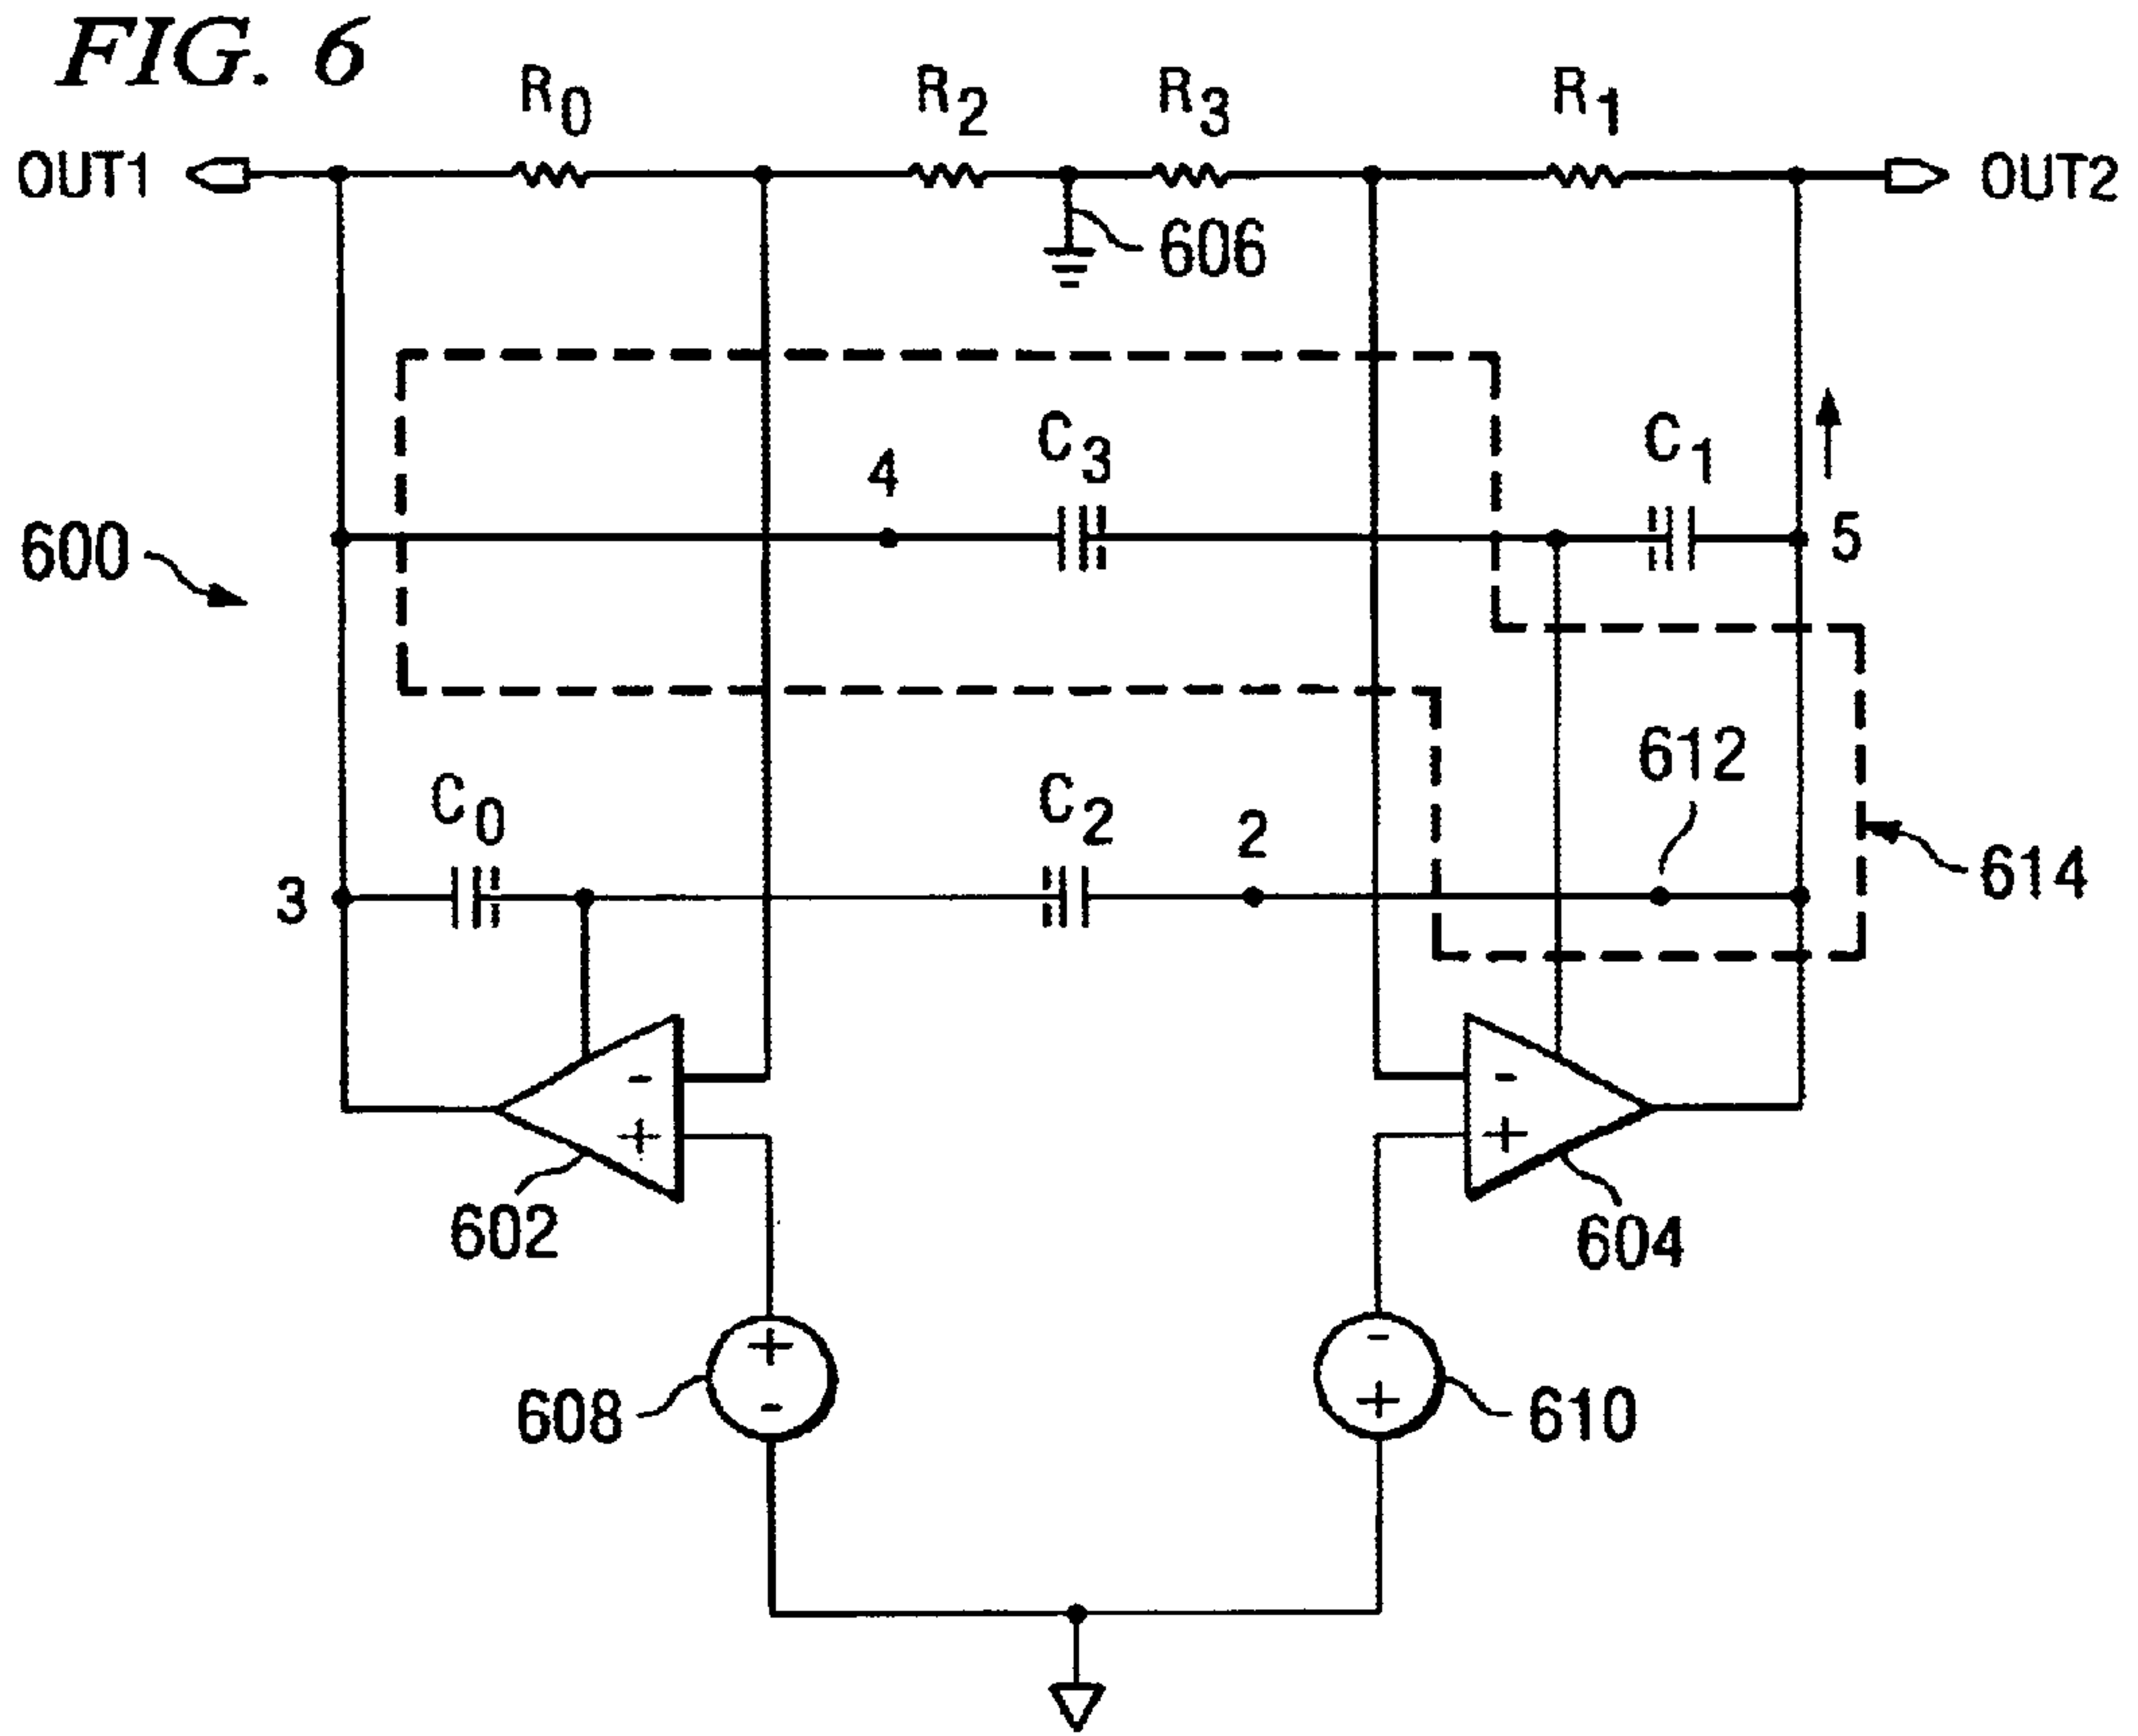 FIG. 6
R0 R2 R3 R1
OUT1 OUT2
606
C3 C1
4
600 5
612
C0 C2 2
614
3
- -
+ +
602 604
+ -
608 610
- +